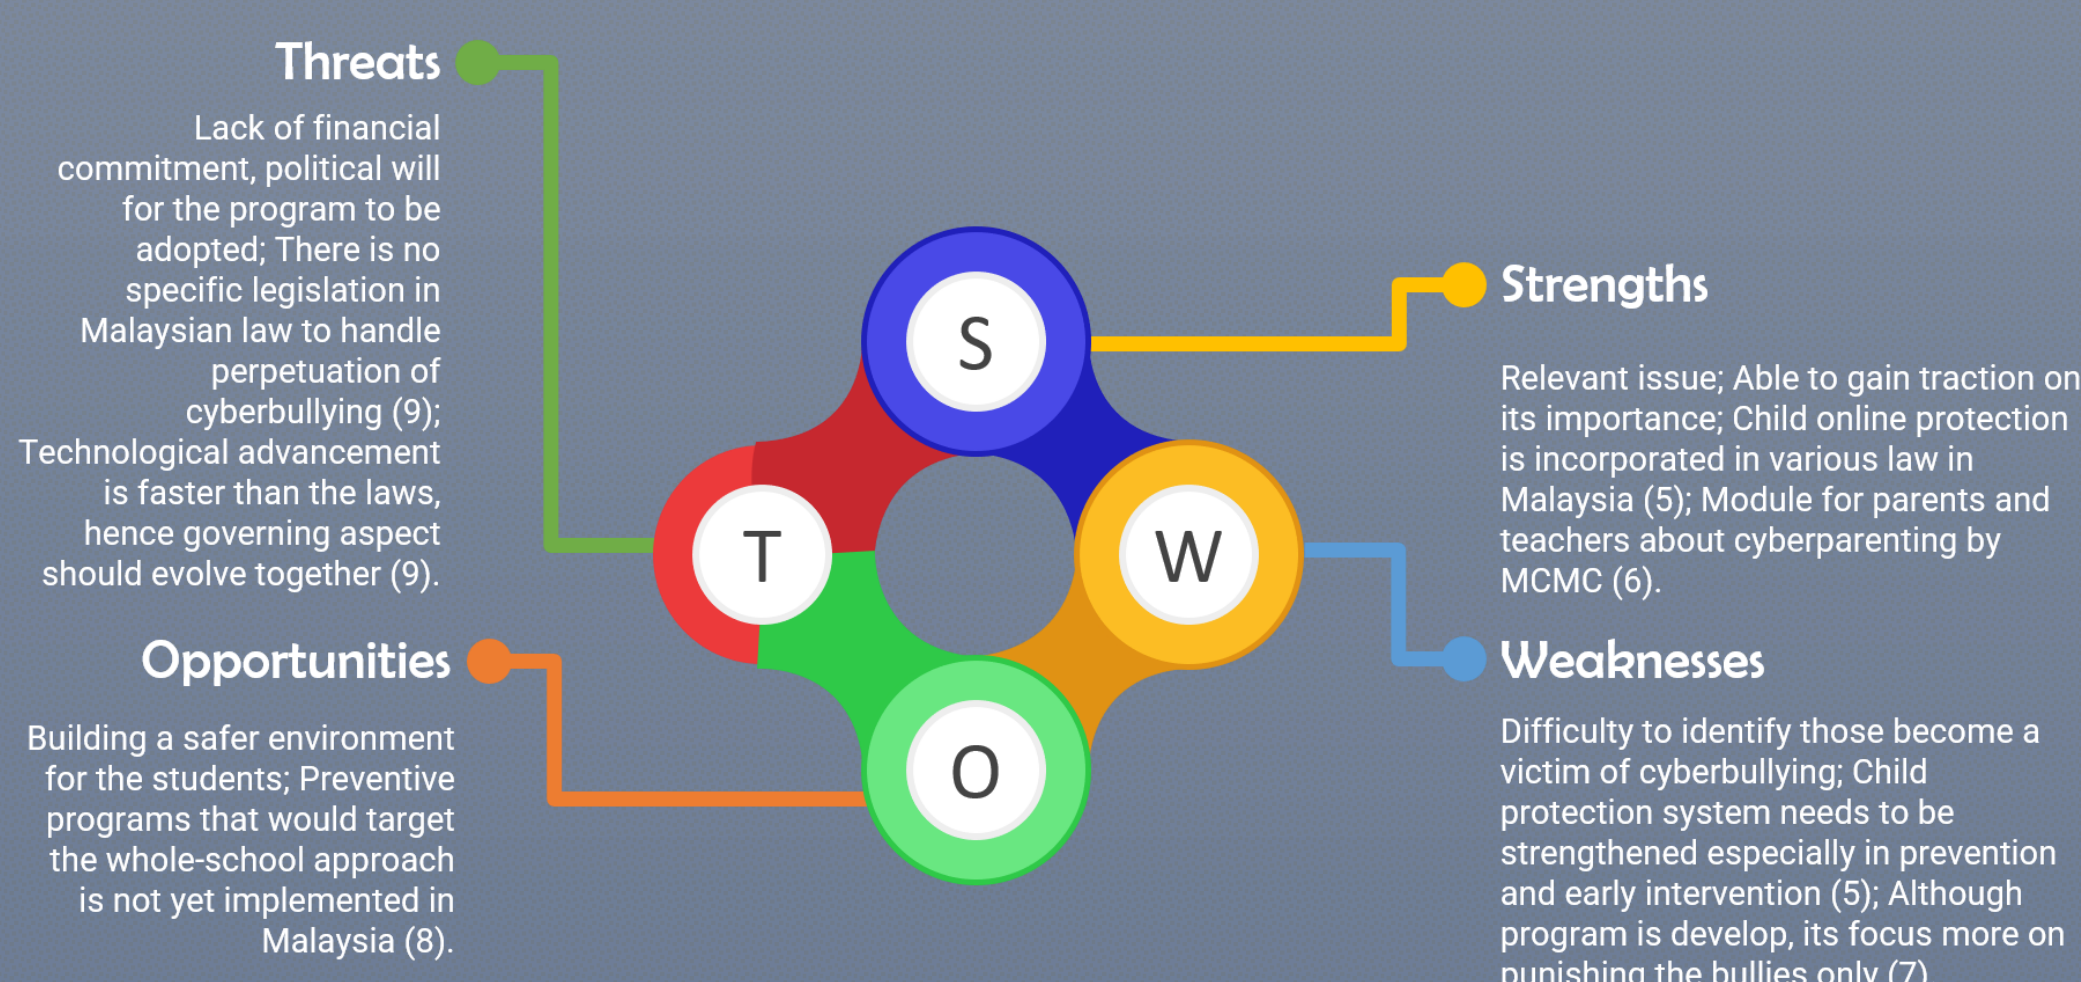 Threats
Lack of financial
commitment, political will
for the program to be
adopted; There is no
specific legislation in
Malaysian law to handle
perpetuation of
cyberbullying (9);
Technological advancement
is faster than the laws,
hence governing aspect
should evolve together (9).
Opportunities
Building a safer environment
for the students; Preventive
programs that would target
the whole-school approach
is not yet implemented in
Malaysia (8).
S
T
W
O
Strengths
Relevant issue; Able to gain traction on
its importance; Child online protection
is incorporated in various law in
Malaysia (5); Module for parents and
teachers about cyberparenting by
MCMC (6).
Weaknesses
Difficulty to identify those become a
victim of cyberbullying; Child
protection system needs to be
strengthened especially in prevention
and early intervention (5); Although
program is develop, its focus more on
punishing the bullies only (7)